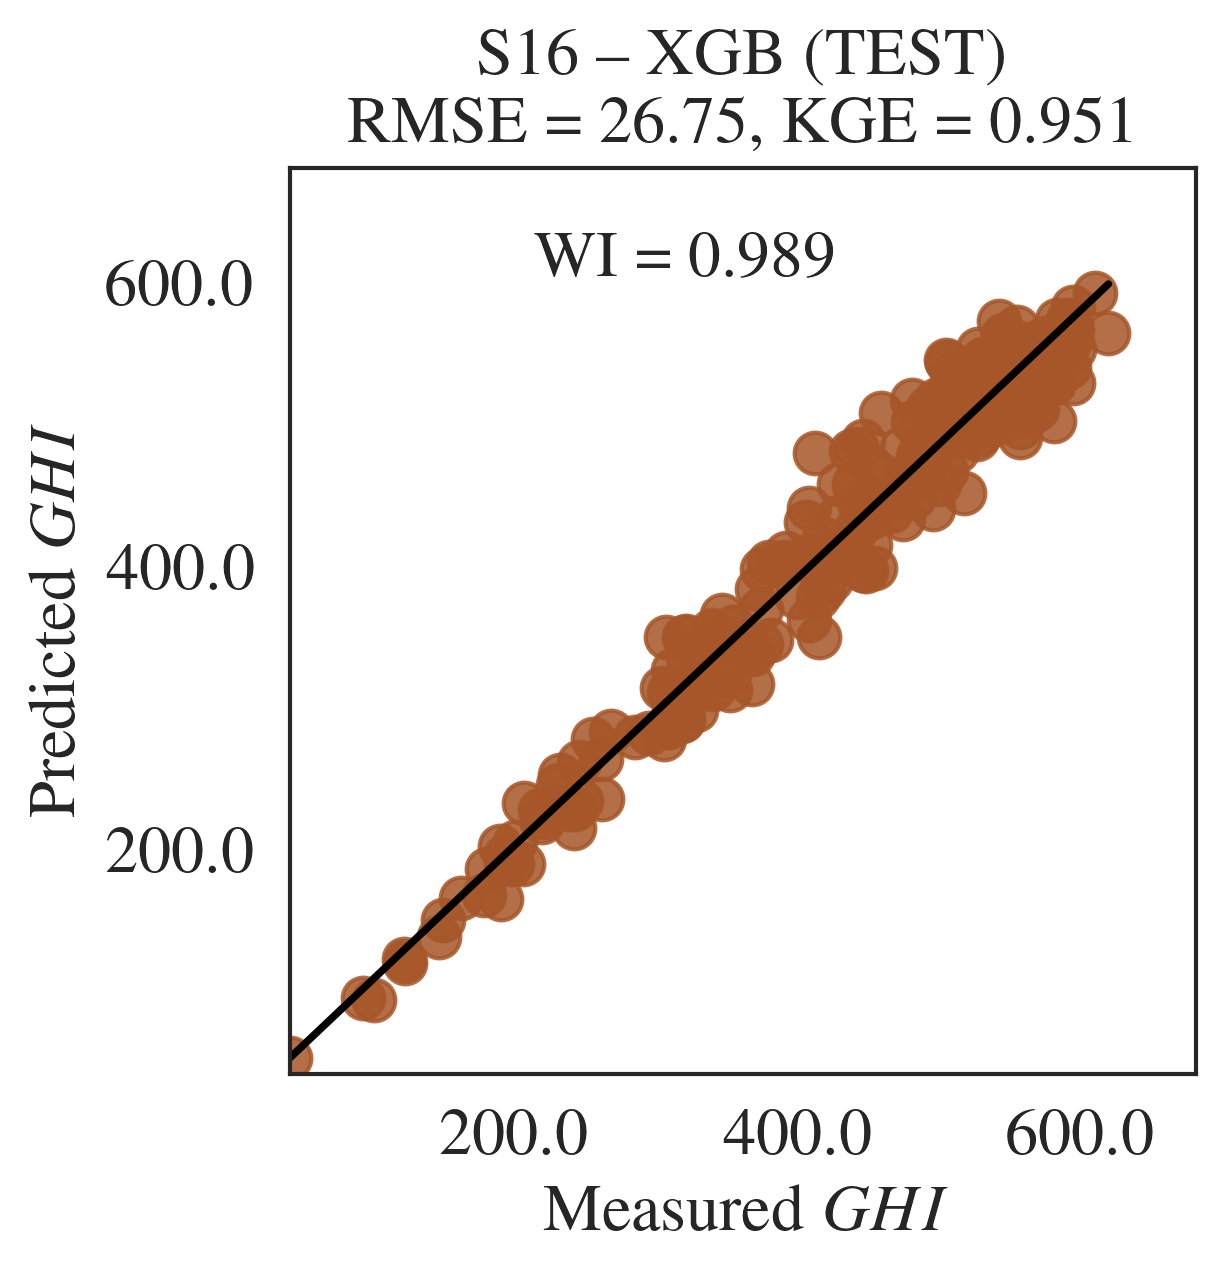 S16 – XGB (TEST)
RMSE = 26.75, KGE = 0.951
WI = 0.989
600.0
400.0
200.0
Predicted GHI
200.0 400.0 600.0
Measured GHI